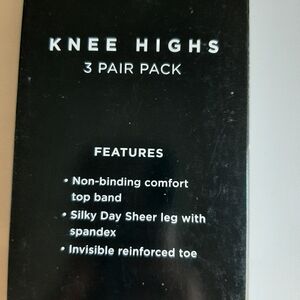 KNEE HIGHS
3 PAIR PACK
FEATURES
• Non-binding comfort
top band
• Silky Day Sheer leg with
spandex
• Invisible reinforced toe